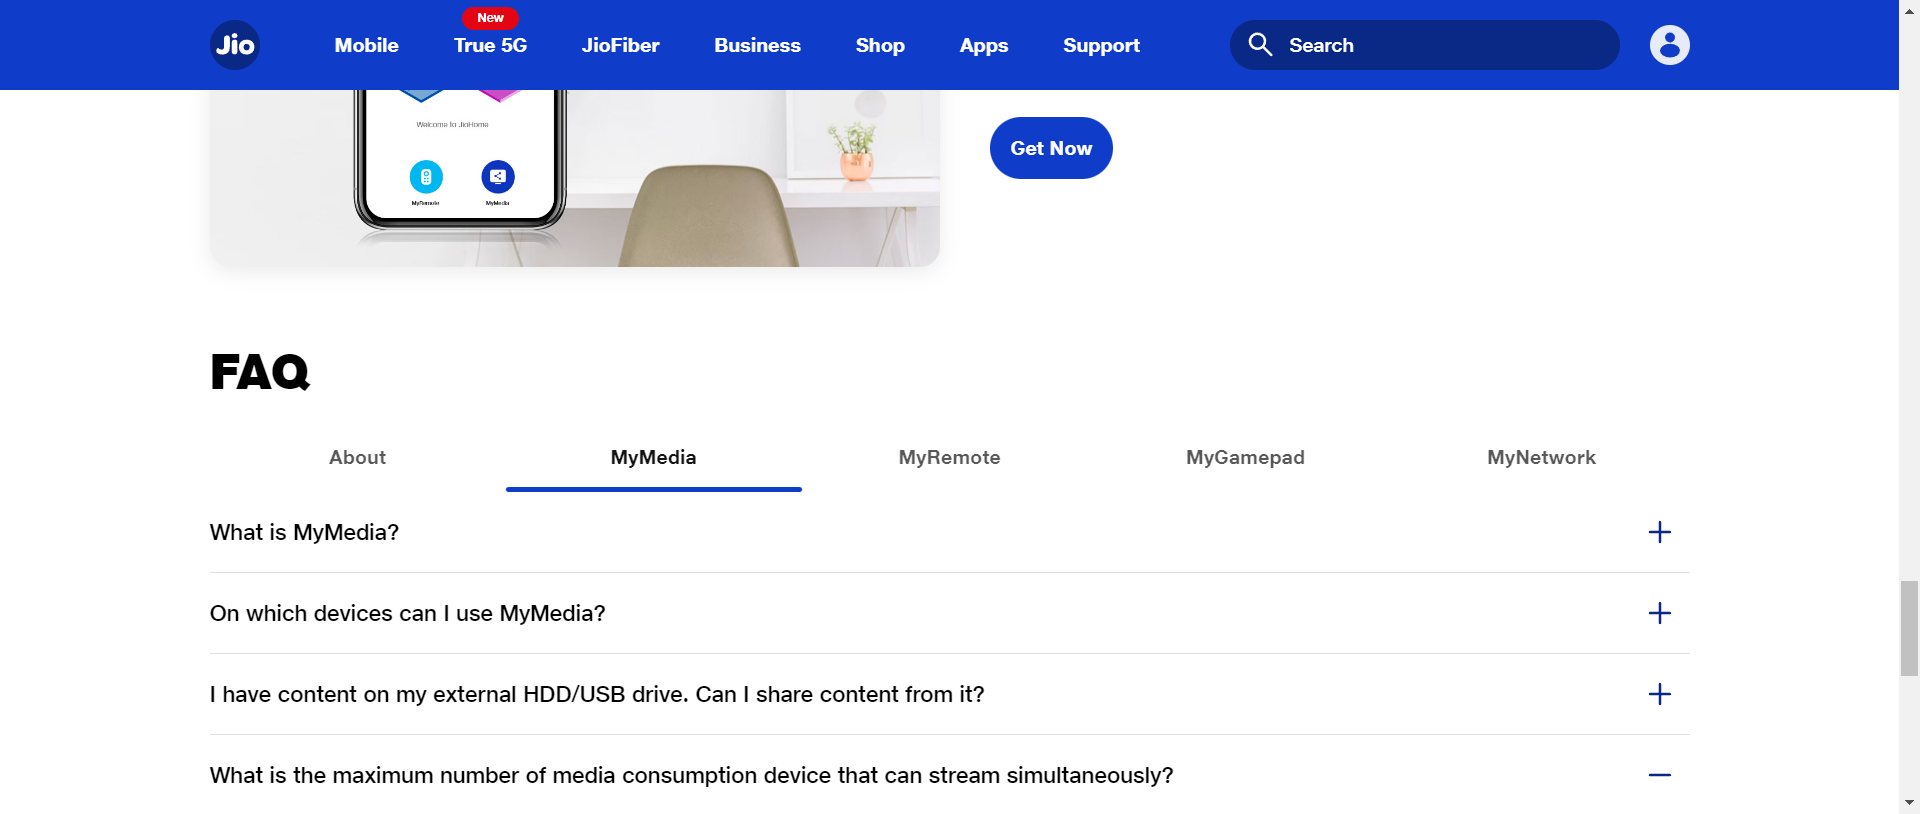 New
Jio
Mobile
True 5G
JioFiber
Business
Shop
Apps
Support
Search
Welcome to JioHome
MyRemote
MyMedia
Get Now
FAQ
About
MyMedia
MyRemote
MyGamepad
MyNetwork
What is MyMedia?
On which devices can I use MyMedia?
I have content on my external HDD/USB drive. Can I share content from it?
What is the maximum number of media consumption device that can stream simultaneously?